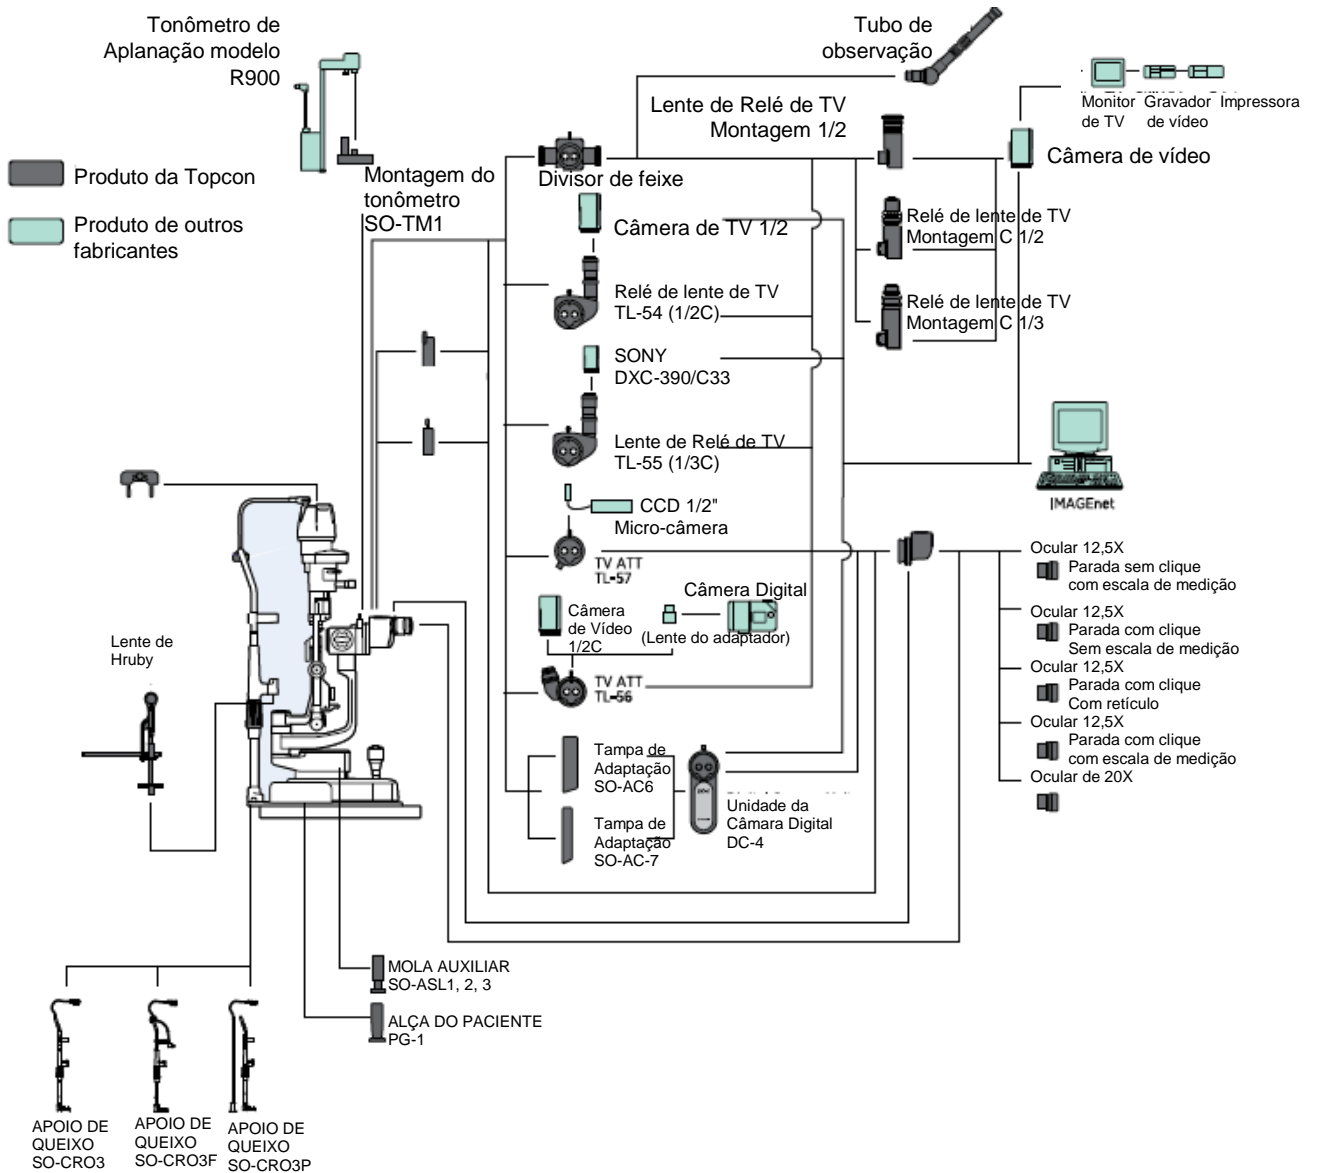 Tonômetro de
Aplanação modelo
R900
Produto da Topcon
Produto de outros
fabricantes
Montagem do
tonômetro
SO-TM1
Tubo de
observação
Lente de Relé de TV
Montagem 1/2
Monitor
de TV
Gravador
de vídeo
Impressora
Câmera de vídeo
Divisor de feixe
Câmera de TV 1/2
Relé de lente de TV
Montagem C 1/2
Relé de lente de TV
TL-54 (1/2C)
Relé de lente de TV
Montagem C 1/3
SONY
DXC-390/C33
Lente de Relé de TV
TL-55 (1/3C)
IMAGEnet
CCD 1/2"
Micro-câmera
TV ATT
TL-57
Câmera Digital
Câmera
de Vídeo
1/2C
(Lente do adaptador)
TV ATT
TL-56
Ocular 12,5X
Parada sem clique
com escala de medição
Ocular 12,5X
Parada com clique
Sem escala de medição
Ocular 12,5X
Parada com clique
Com retículo
Ocular 12,5X
Parada com clique
com escala de medição
Ocular de 20X
Lente de
Hruby
Tampa de
Adaptação
SO-AC6
Tampa de
Adaptação
SO-AC-7
Unidade da
Câmara Digital
DC-4
MOLA AUXILIAR
SO-ASL1, 2, 3
ALÇA DO PACIENTE
PG-1
APOIO DE
QUEIXO
SO-CRO3
APOIO DE
QUEIXO
SO-CRO3F
APOIO DE
QUEIXO
SO-CRO3P